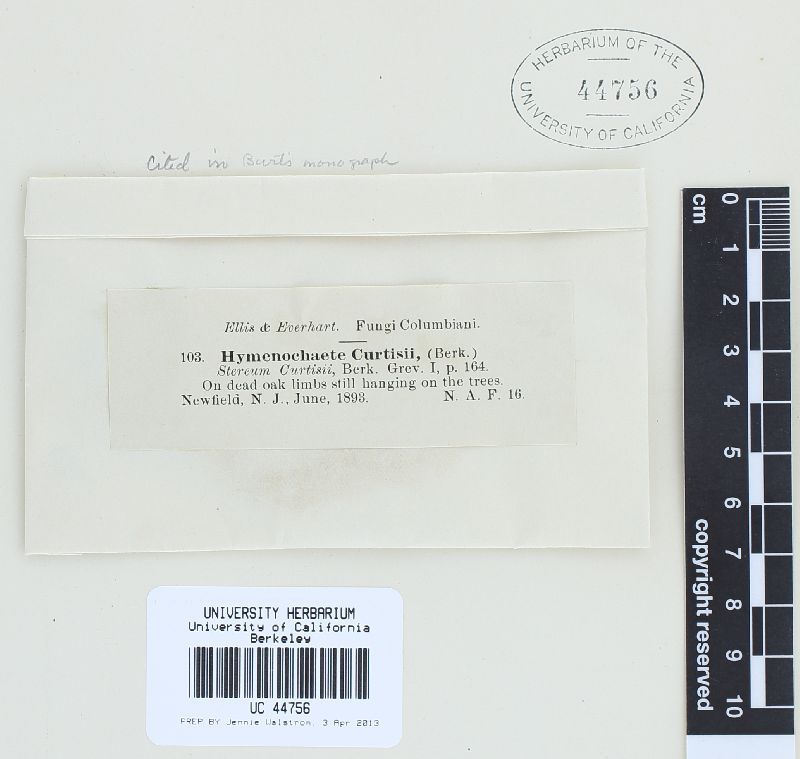 HERBARIUM OF THE
44756
UNIVERSITY OF CALIFORNIA
Cited in Burt's monograph
Ellis & Everhart. Fungi Columbiani.
103. Hymenochaete Curtisii, (Berk.)
Stereum Curtisii, Berk. Grev. I, p. 164.
On dead oak limbs still hanging on the trees.
Newfield, N. J., June, 1893. N. A. F. 16.
UNIVERSITY HERBARIUM
University of California
Berkeley
UC 44756
PREP BY Jennie Walstrom, 3 Apr 2013
cm 0 1 2 3 4 5 6 7 8 9 10
copyright reserved